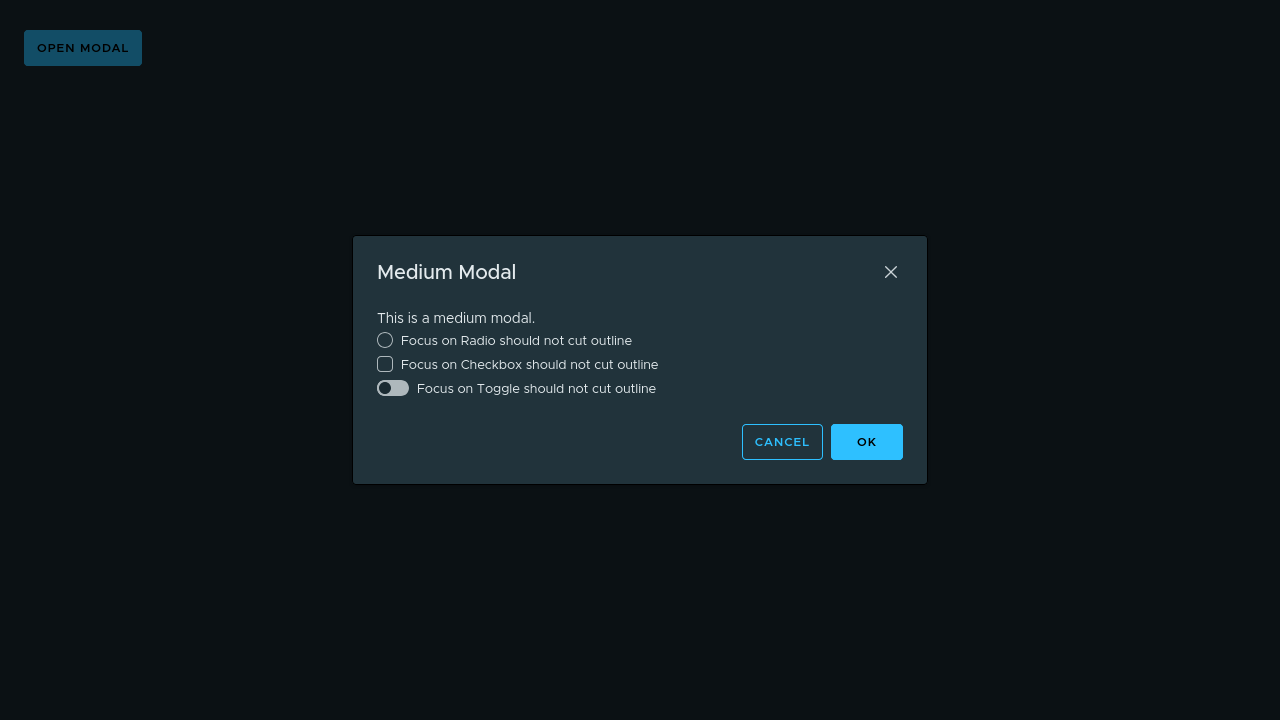 OPEN MODAL
Medium Modal
This is a medium modal.
Focus on Radio should not cut outline
Focus on Checkbox should not cut outline
Focus on Toggle should not cut outline
CANCEL OK